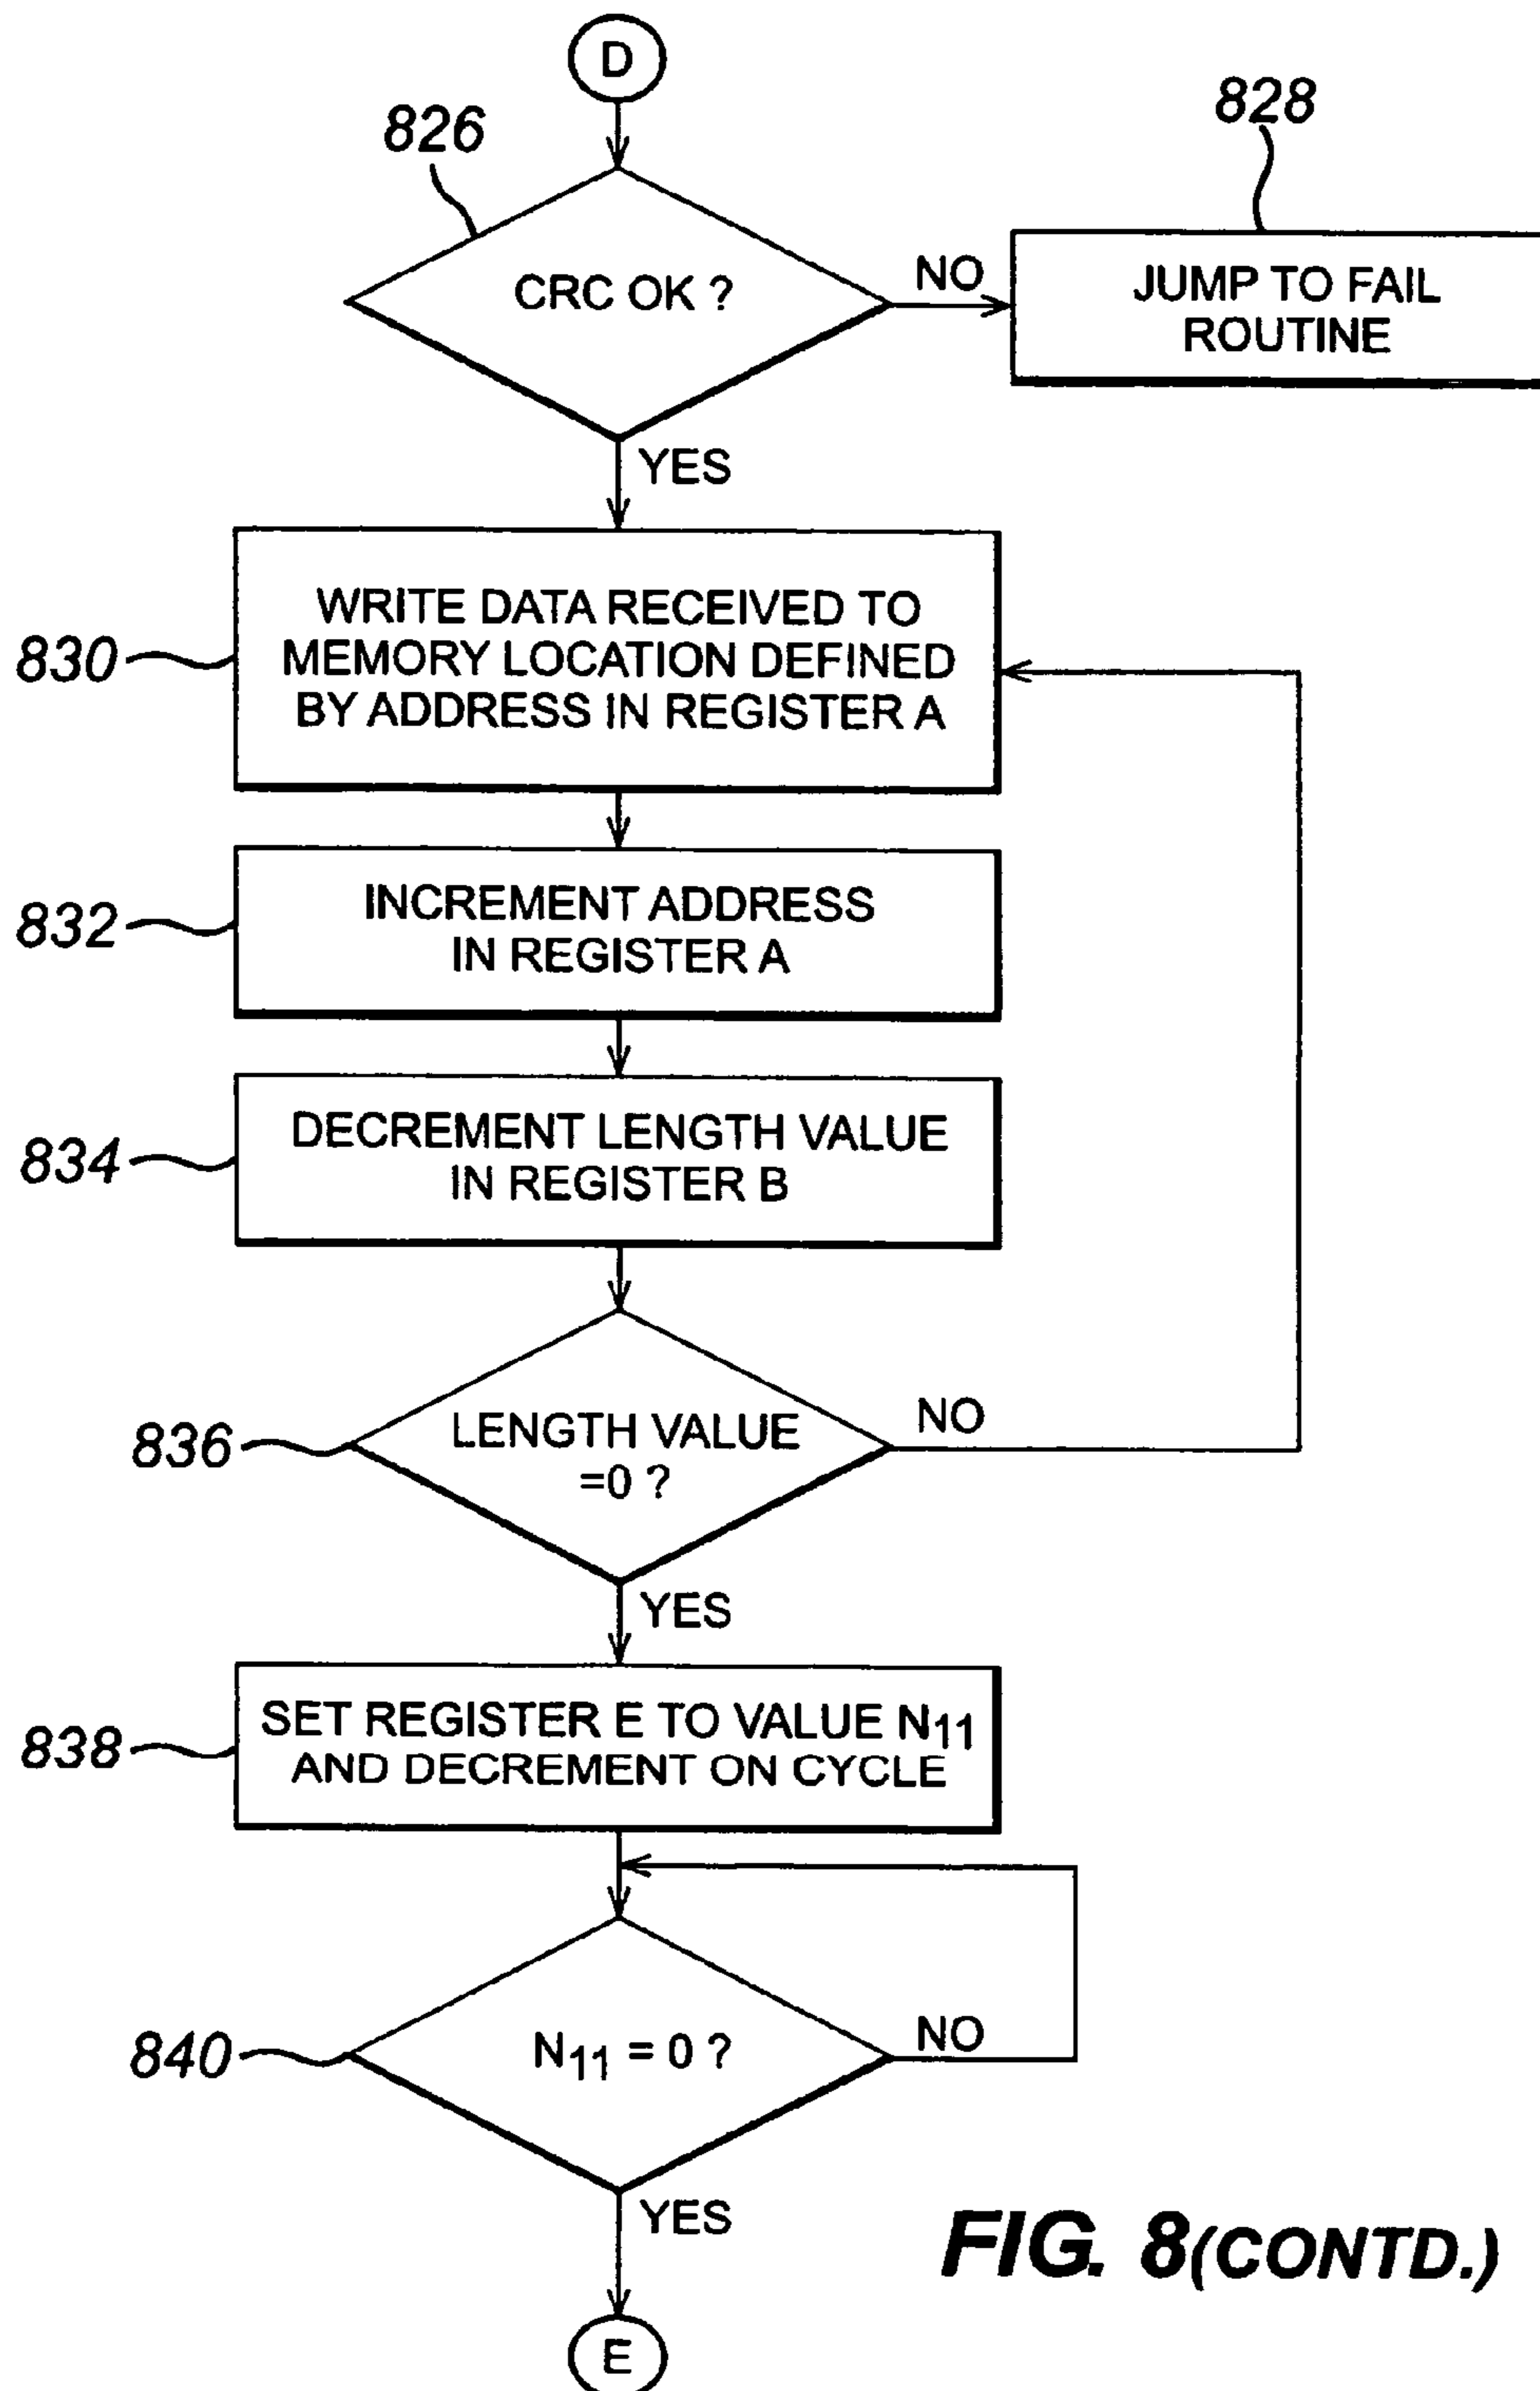 D
826
828
CRC OK ?
NO
JUMP TO FAIL
ROUTINE
YES
830
WRITE DATA RECEIVED TO
MEMORY LOCATION DEFINED
BY ADDRESS IN REGISTER A
832
INCREMENT ADDRESS
IN REGISTER A
834
DECREMENT LENGTH VALUE
IN REGISTER B
836
LENGTH VALUE
=0 ?
NO
YES
838
SET REGISTER E TO VALUE N11
AND DECREMENT ON CYCLE
840
N11 = 0 ?
NO
YES
FIG. 8(CONTD.)
E